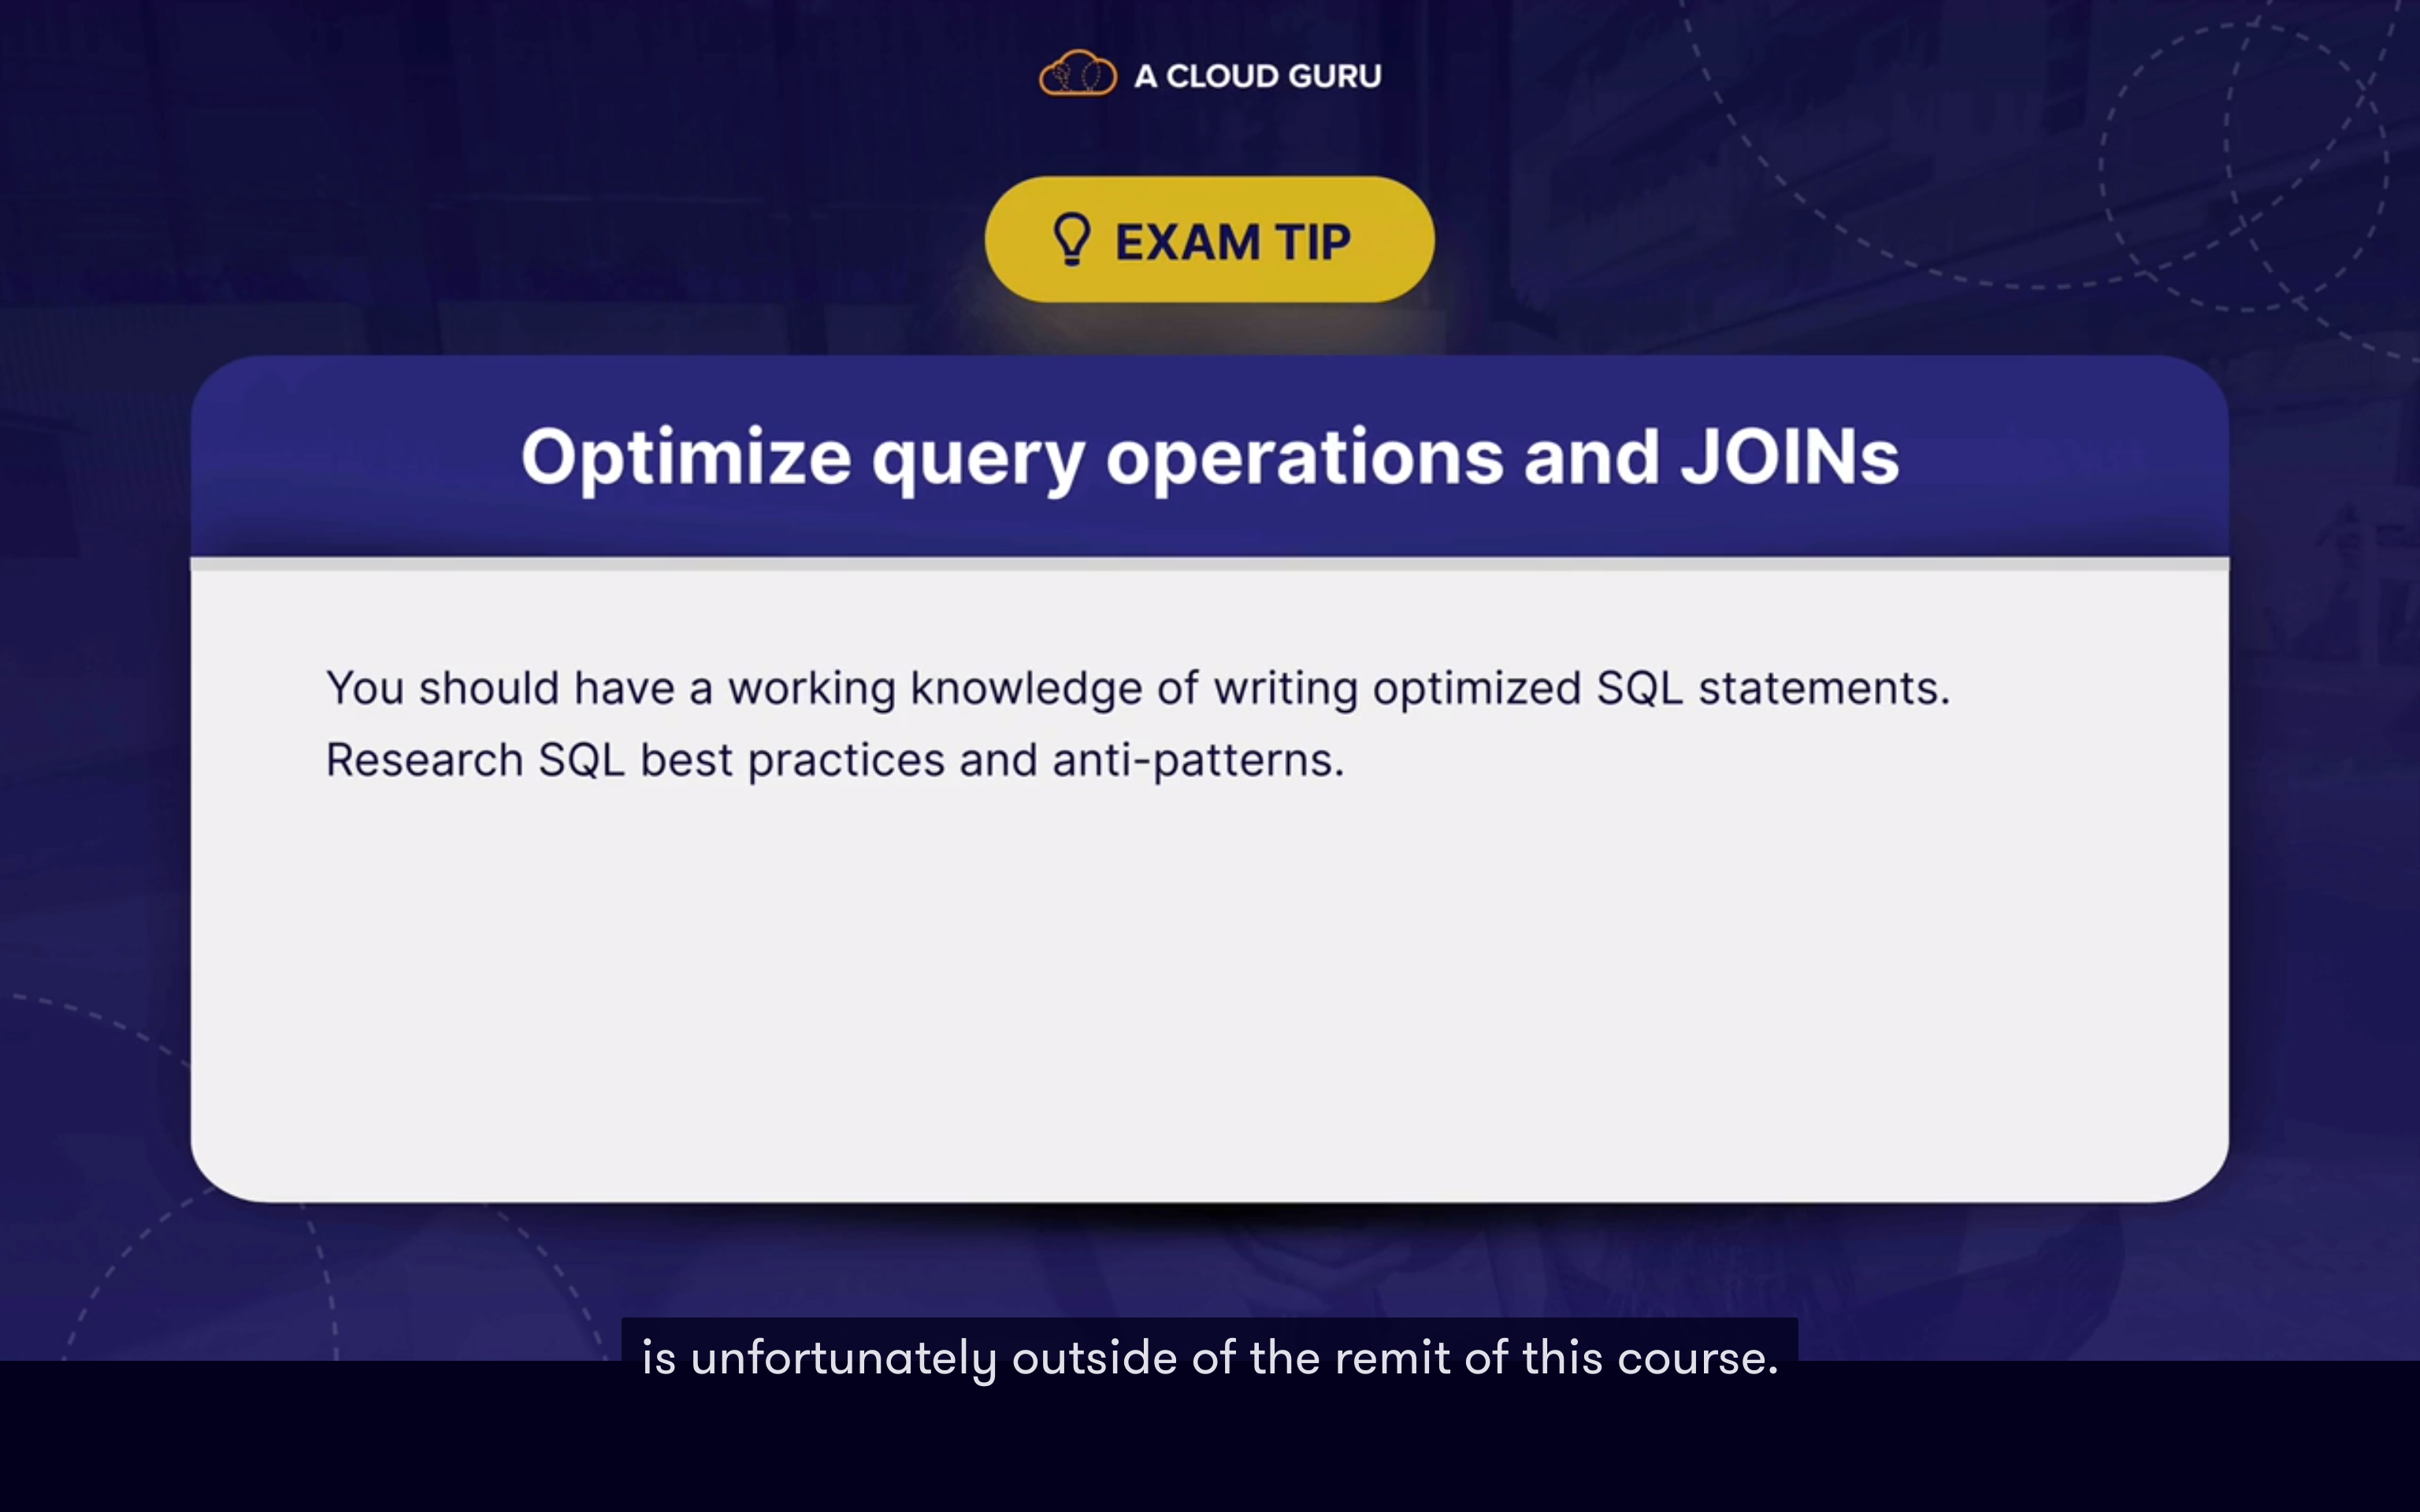 A CLOUD GURU
EXAM TIP
Optimize query operations and JOINs
You should have a working knowledge of writing optimized SQL statements.
Research SQL best practices and anti-patterns.
is unfortunately outside of the remit of this course.